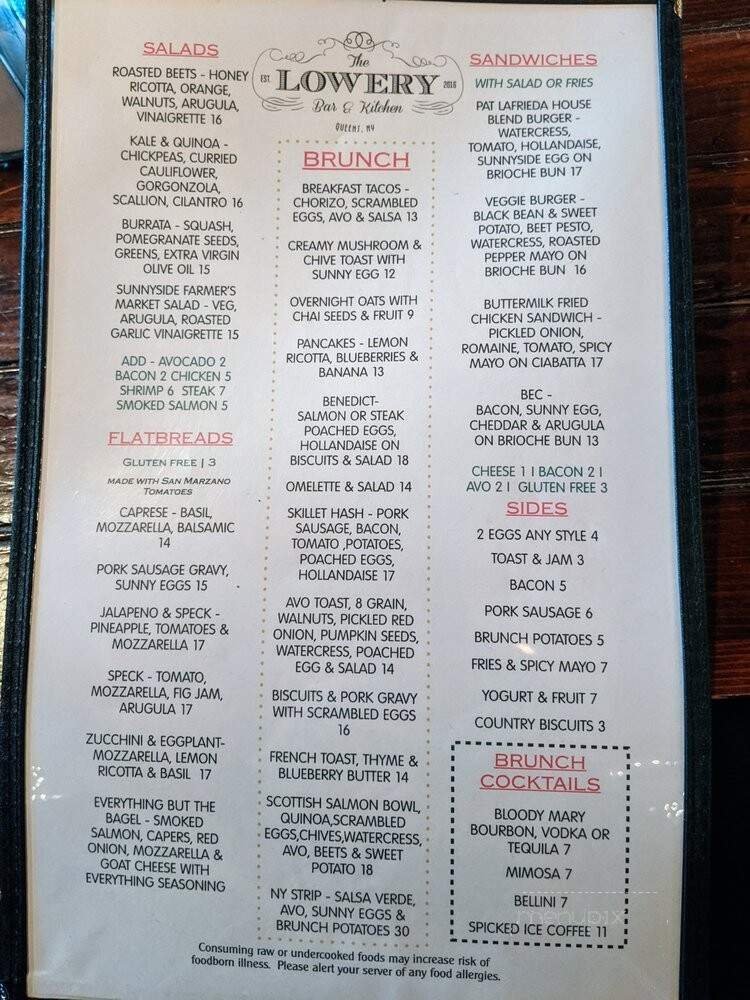 The
EST. LOWERY 2016
Bar & Kitchen
QUEENS, NY
SALADS
ROASTED BEETS - HONEY
RICOTTA, ORANGE,
WALNUTS, ARUGULA,
VINAIGRETTE 16
KALE & QUINOA -
CHICKPEAS, CURRIED
CAULIFLOWER,
GORGONZOLA,
SCALLION, CILANTRO 16
BURRATA - SQUASH,
POMEGRANATE SEEDS,
GREENS, EXTRA VIRGIN
OLIVE OIL 15
SUNNYSIDE FARMER'S
MARKET SALAD - VEG,
ARUGULA, ROASTED
GARLIC VINAIGRETTE 15
ADD - AVOCADO 2
BACON 2 CHICKEN 5
SHRIMP 6 STEAK 7
SMOKED SALMON 5
FLATBREADS
GLUTEN FREE | 3
MADE WITH SAN MARZANO
TOMATOES
CAPRESE - BASIL,
MOZZARELLA, BALSAMIC
14
PORK SAUSAGE GRAVY,
SUNNY EGGS 15
JALAPENO & SPECK -
PINEAPPLE, TOMATOES &
MOZZARELLA 17
SPECK - TOMATO,
MOZZARELLA, FIG JAM,
ARUGULA 17
ZUCCHINI & EGGPLANT-
MOZZARELLA, LEMON
RICOTTA & BASIL 17
EVERYTHING BUT THE
BAGEL - SMOKED
SALMON, CAPERS, RED
ONION, MOZZARELLA &
GOAT CHEESE WITH
EVERYTHING SEASONING
BRUNCH
BREAKFAST TACOS -
CHORIZO, SCRAMBLED
EGGS, AVO & SALSA 13
CREAMY MUSHROOM &
CHIVE TOAST WITH
SUNNY EGG 12
OVERNIGHT OATS WITH
CHAI SEEDS & FRUIT 9
PANCAKES - LEMON
RICOTTA, BLUEBERRIES &
BANANA 13
BENEDICT-
SALMON OR STEAK
POACHED EGGS,
HOLLANDAISE ON
BISCUITS & SALAD 18
OMELETTE & SALAD 14
SKILLET HASH - PORK
SAUSAGE, BACON,
TOMATO ,POTATOES,
POACHED EGGS,
HOLLANDAISE 17
AVO TOAST, 8 GRAIN,
WALNUTS, PICKLED RED
ONION, PUMPKIN SEEDS,
WATERCRESS, POACHED
EGG & SALAD 14
BISCUITS & PORK GRAVY
WITH SCRAMBLED EGGS
16
FRENCH TOAST, THYME &
BLUEBERRY BUTTER 14
SCOTTISH SALMON BOWL,
QUINOA,SCRAMBLED
EGGS,CHIVES,WATERCRESS,
AVO, BEETS & SWEET
POTATO 18
NY STRIP - SALSA VERDE,
AVO, SUNNY EGGS &
BRUNCH POTATOES 30
SANDWICHES
WITH SALAD OR FRIES
PAT LAFRIEDA HOUSE
BLEND BURGER -
WATERCRESS,
TOMATO, HOLLANDAISE,
SUNNYSIDE EGG ON
BRIOCHE BUN 17
VEGGIE BURGER -
BLACK BEAN & SWEET
POTATO, BEET PESTO,
WATERCRESS, ROASTED
PEPPER MAYO ON
BRIOCHE BUN 16
BUTTERMILK FRIED
CHICKEN SANDWICH -
PICKLED ONION,
ROMAINE, TOMATO, SPICY
MAYO ON CIABATTA 17
BEC -
BACON, SUNNY EGG,
CHEDDAR & ARUGULA
ON BRIOCHE BUN 13
CHEESE 1 I BACON 2 I
AVO 2 I GLUTEN FREE 3
SIDES
2 EGGS ANY STYLE 4
TOAST & JAM 3
BACON 5
PORK SAUSAGE 6
BRUNCH POTATOES 5
FRIES & SPICY MAYO 7
YOGURT & FRUIT 7
COUNTRY BISCUITS 3
BRUNCH
COCKTAILS
BLOODY MARY
BOURBON, VODKA OR
TEQUILA 7
MIMOSA 7
BELLINI 7
menupix
SPICKED ICE COFFEE 11
Consuming raw or undercooked foods may increase risk of
foodborn illness. Please alert your server of any food allergies.